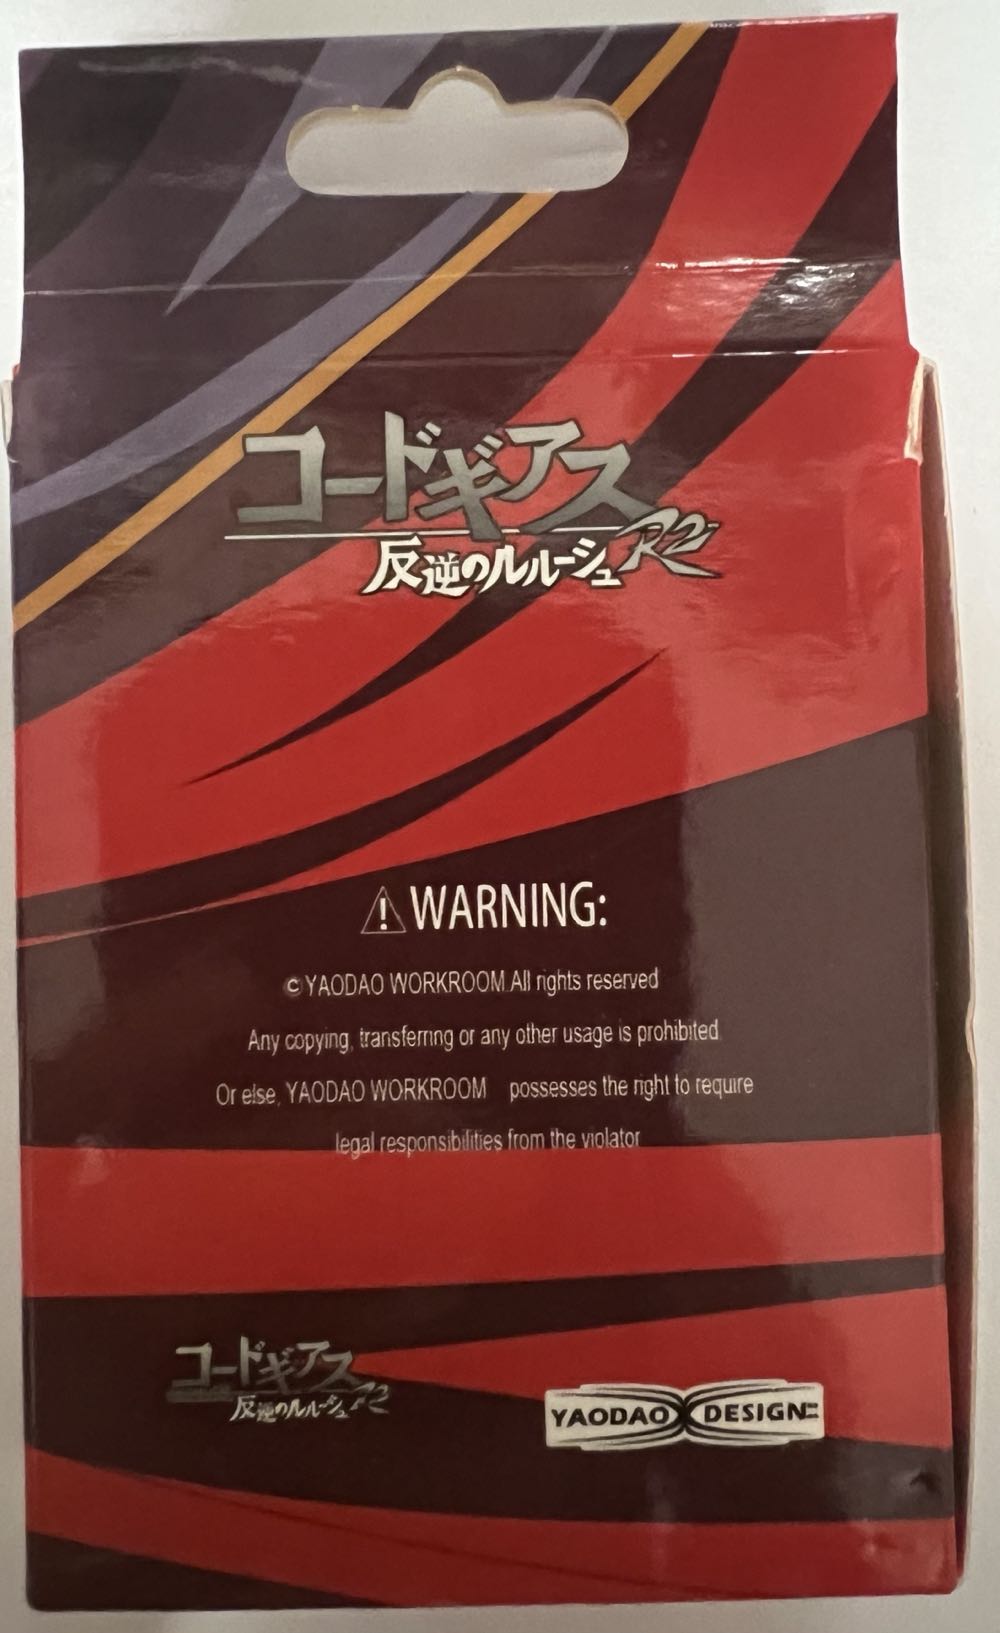 コードギアス
反逆のルルーシュR2
⚠WARNING:
©YAODAO WORKROOM.All rights reserved
Any copying, transferring or any other usage is prohibited
Or else, YAODAO WORKROOM possesses the right to require
legal responsibilities from the violator
コードギアス
反逆のルルーシュR2
YAODAO DESIGN